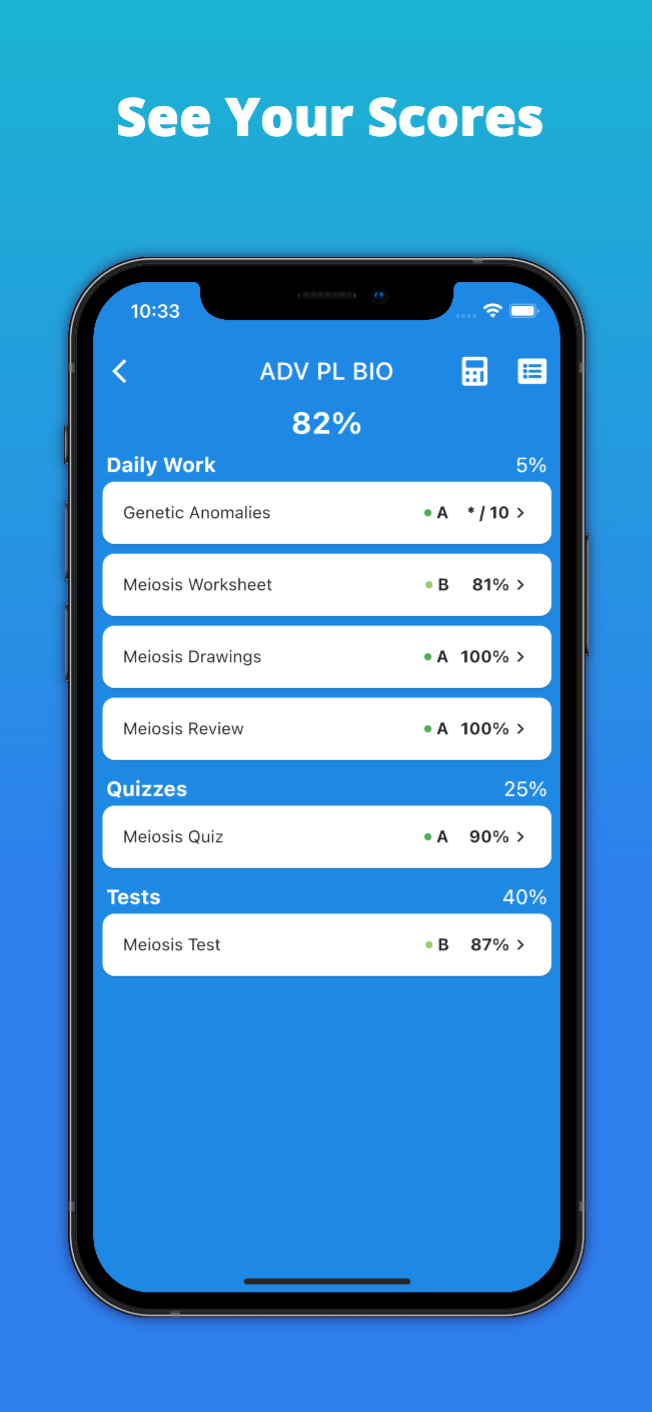 See Your Scores
10:33
ADV PL BIO
82%
Daily Work 5%
Genetic Anomalies A * / 10
Meiosis Worksheet B 81%
Meiosis Drawings A 100%
Meiosis Review A 100%
Quizzes 25%
Meiosis Quiz A 90%
Tests 40%
Meiosis Test B 87%